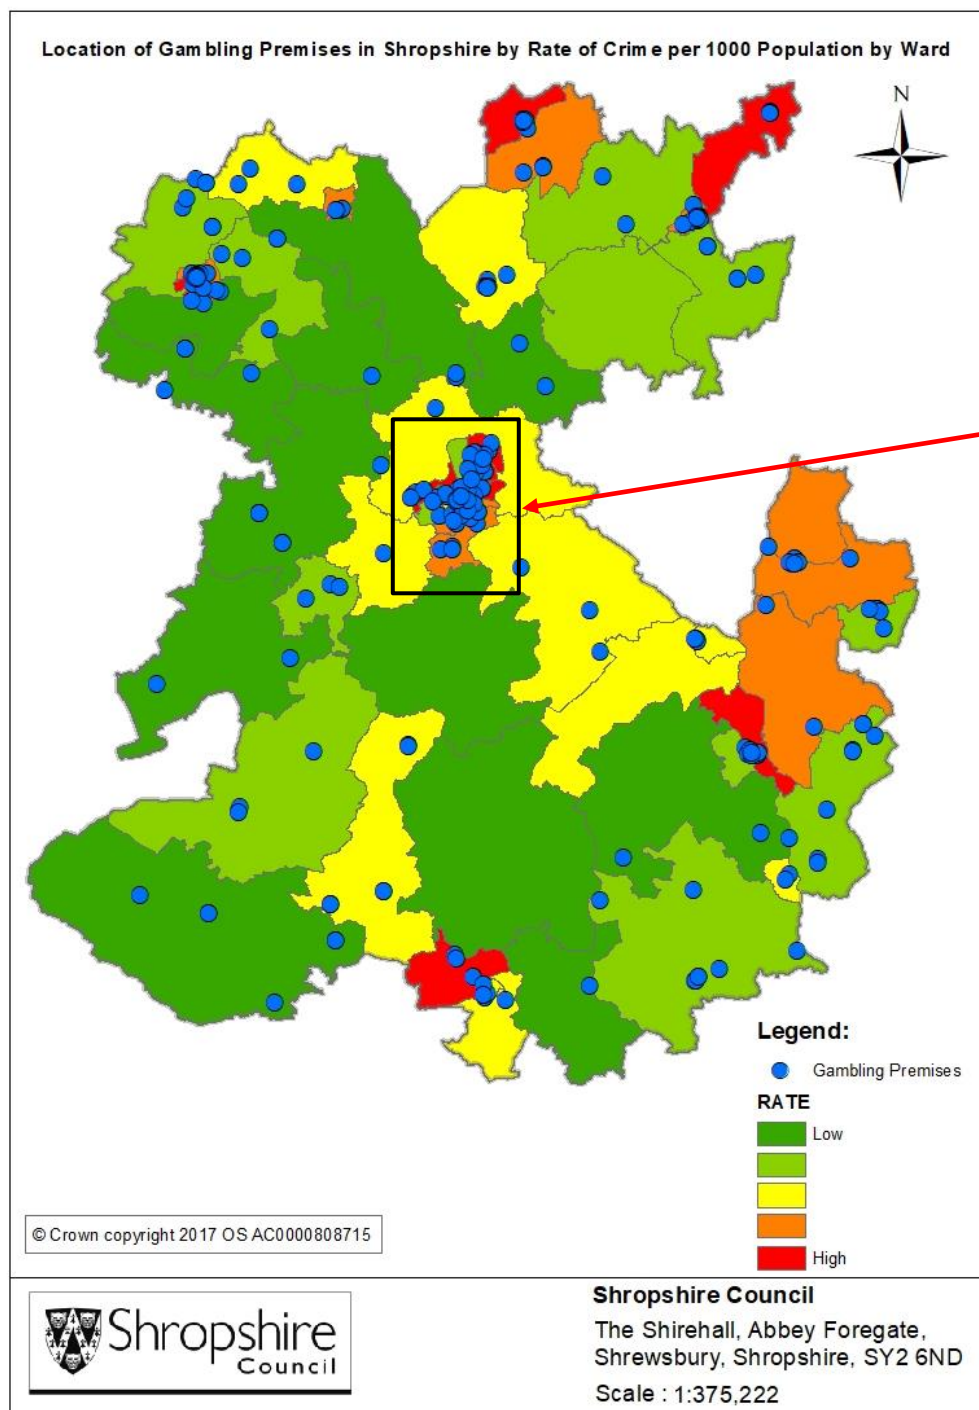 Location of Gambling Premises in Shropshire by Rate of Crime per 1000 Population by Ward
N
Legend:
Gambling Premises
RATE
Low
High
© Crown copyright 2017 OS AC0000808715
Shropshire
Council
Shropshire Council
The Shirehall, Abbey Foregate,
Shrewsbury, Shropshire, SY2 6ND
Scale : 1:375,222